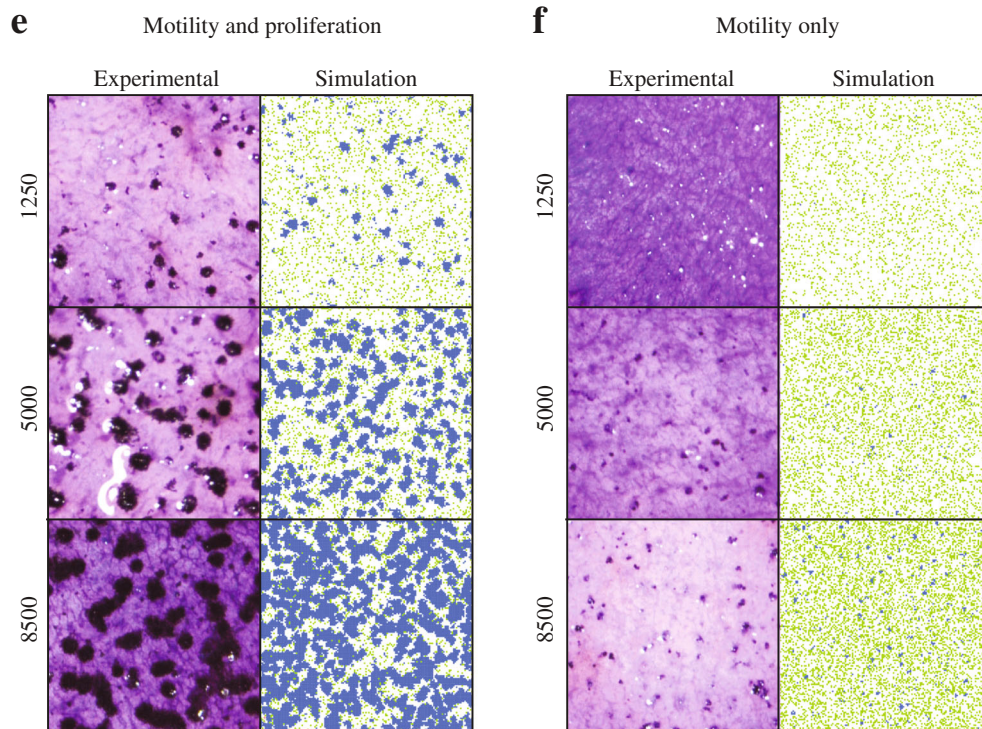 e Motility and proliferation
Experimental Simulation
1250
5000
8500
f Motility only
Experimental Simulation
1250
5000
8500